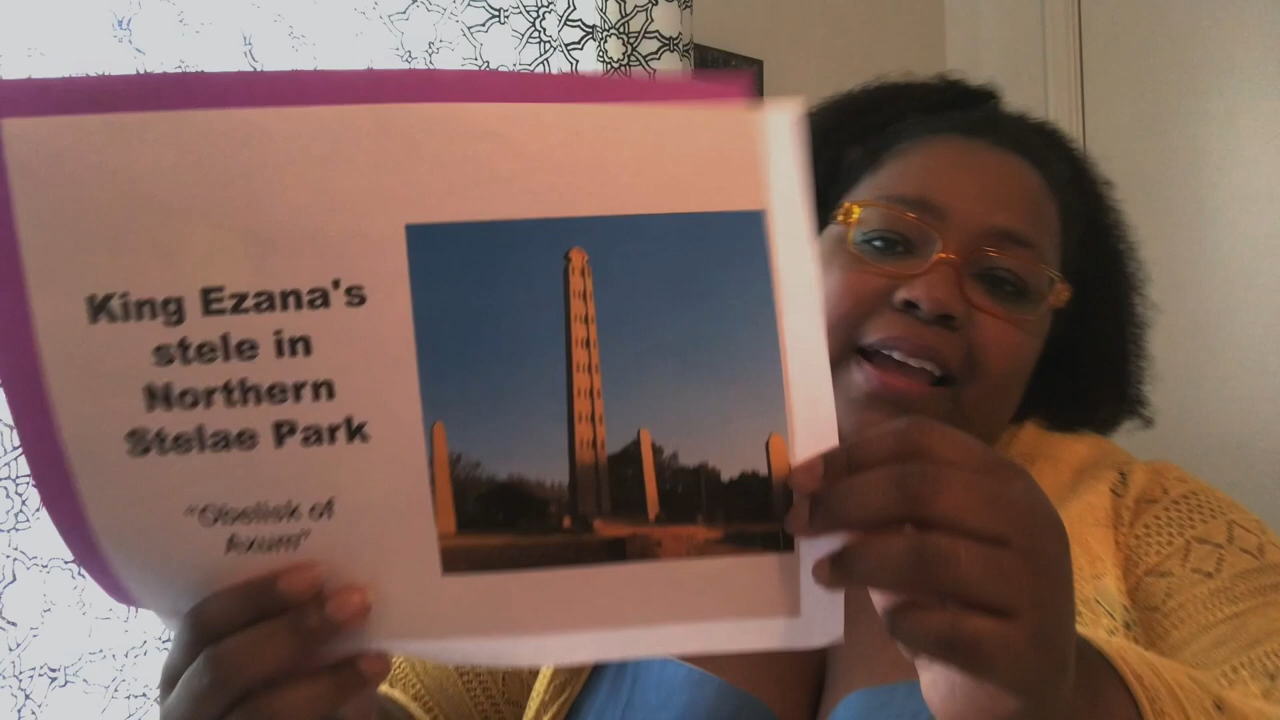 King Ezana's
stele in
Northern
Stelae Park
"Obelisk of
Axum"